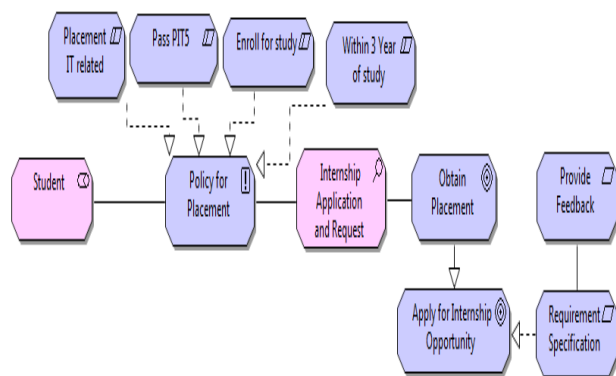 Placement
IT related
Pass PIT5
Enroll for study
Within 3 Year
of study
Student
Policy for
Placement
Internship
Application
and Request
Obtain
Placement
Provide
Feedback
Apply for Internship
Opportunity
Requirement
Specification